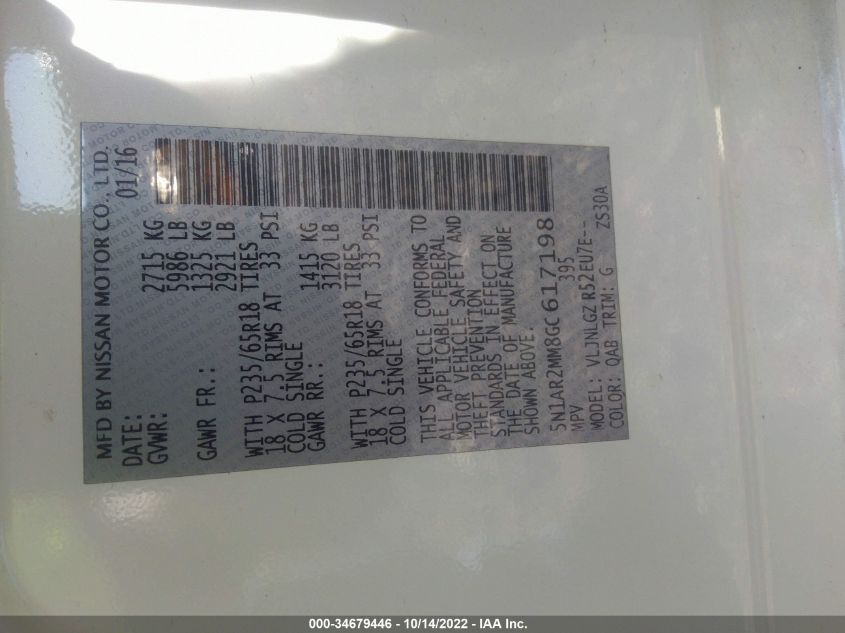 MFD BY NISSAN MOTOR CO., LTD.
DATE: 01/16
GVWR: 2715 KG
5986 LB
GAWR FR.: 1325 KG
2921 LB
WITH P235/65R18 TIRES
18 X 7.5 RIMS AT 33 PSI
COLD SINGLE
GAWR RR.: 1415 KG
3120 LB
WITH P235/65R18 TIRES
18 X 7.5 RIMS AT 33 PSI
COLD SINGLE
THIS VEHICLE CONFORMS TO
ALL APPLICABLE FEDERAL
MOTOR VEHICLE SAFETY AND
THEFT PREVENTION
STANDARDS IN EFFECT ON
THE DATE OF MANUFACTURE
SHOWN ABOVE.
5N1AR2MM8GC617198
MPV 395
MODEL: VLJNLGZ R52EU7E--
COLOR: QAB TRIM: G ZS30A
000-34679446 - 10/14/2022 - IAA Inc.